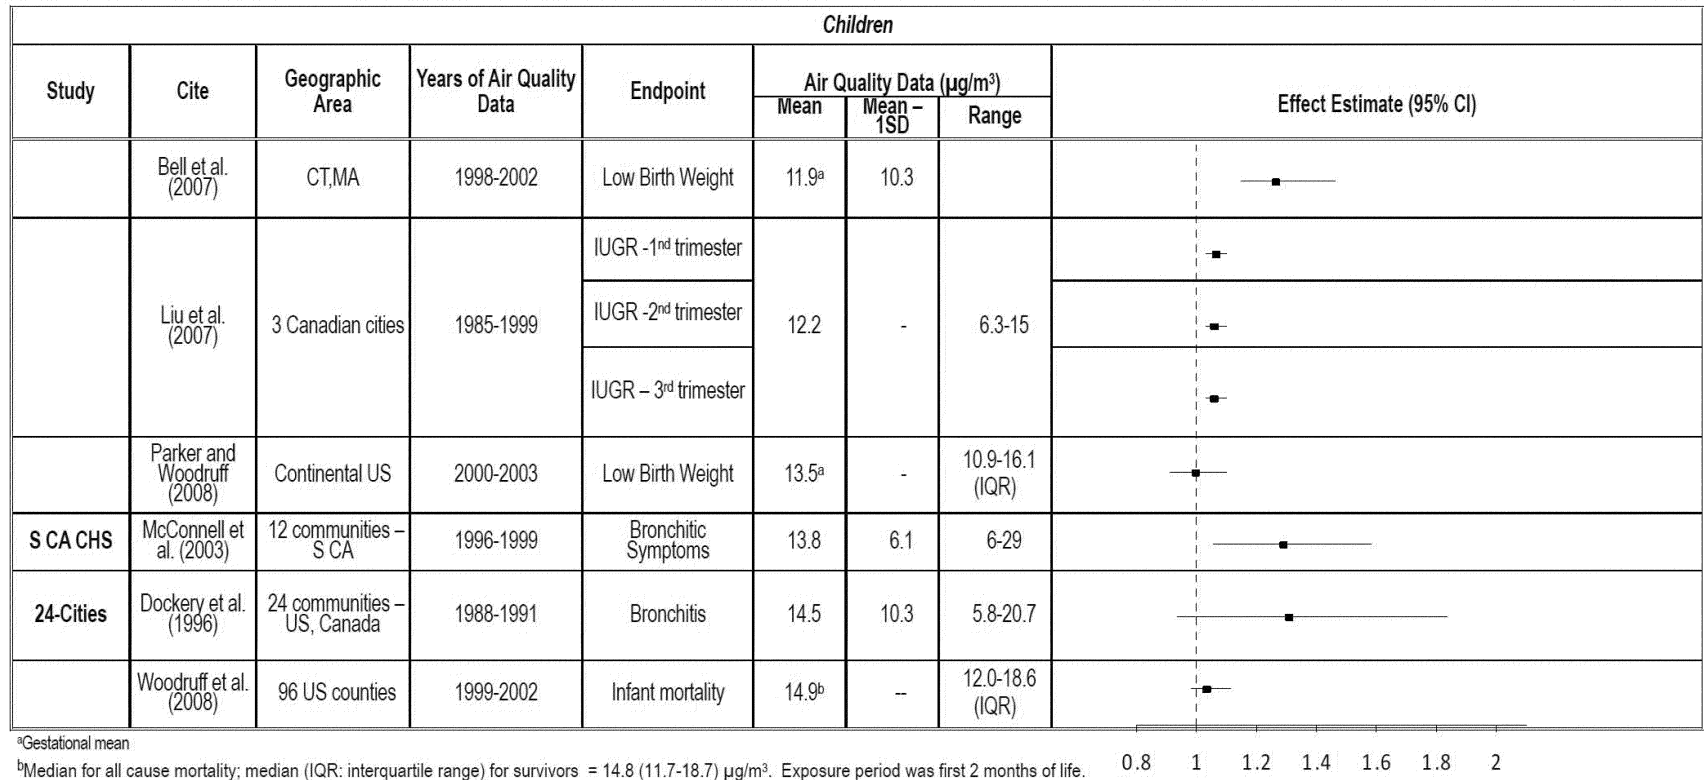 Children
Study
Cite
Geographic
Area
Years of Air Quality
Data
Endpoint
Air Quality Data (µg/m³)
Mean
Mean –
1SD
Range
Effect Estimate (95% CI)
Bell et al.
(2007)
CT,MA
1998-2002
Low Birth Weight
11.9ᵃ
10.3
Liu et al.
(2007)
3 Canadian cities
1985-1999
IUGR -1ⁿᵈ trimester
IUGR -2ⁿᵈ trimester
IUGR – 3ʳᵈ trimester
12.2
-
6.3-15
Parker and
Woodruff
(2008)
Continental US
2000-2003
Low Birth Weight
13.5ᵃ
-
10.9-16.1
(IQR)
S CA CHS
McConnell et
al. (2003)
12 communities –
S CA
1996-1999
Bronchitic
Symptoms
13.8
6.1
6-29
24-Cities
Dockery et al.
(1996)
24 communities –
US, Canada
1988-1991
Bronchitis
14.5
10.3
5.8-20.7
Woodruff et al.
(2008)
96 US counties
1999-2002
Infant mortality
14.9ᵇ
--
12.0-18.6
(IQR)
0.8 1 1.2 1.4 1.6 1.8 2
ᵃGestational mean
ᵇMedian for all cause mortality; median (IQR: interquartile range) for survivors = 14.8 (11.7-18.7) µg/m³. Exposure period was first 2 months of life.